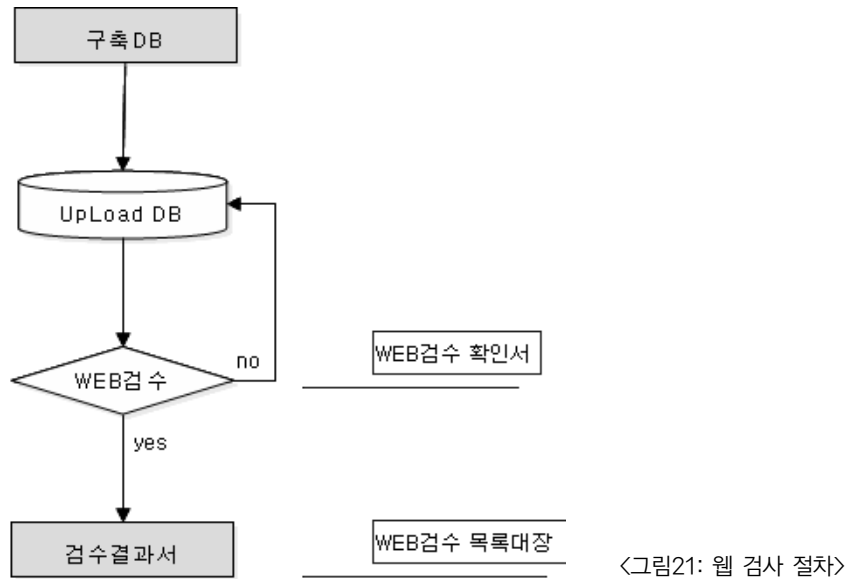 구축DB
UpLoad DB
WEB검수
no
WEB검수 확인서
yes
검수결과서
WEB검수 목록대장
<그림21: 웹 검사 절차>